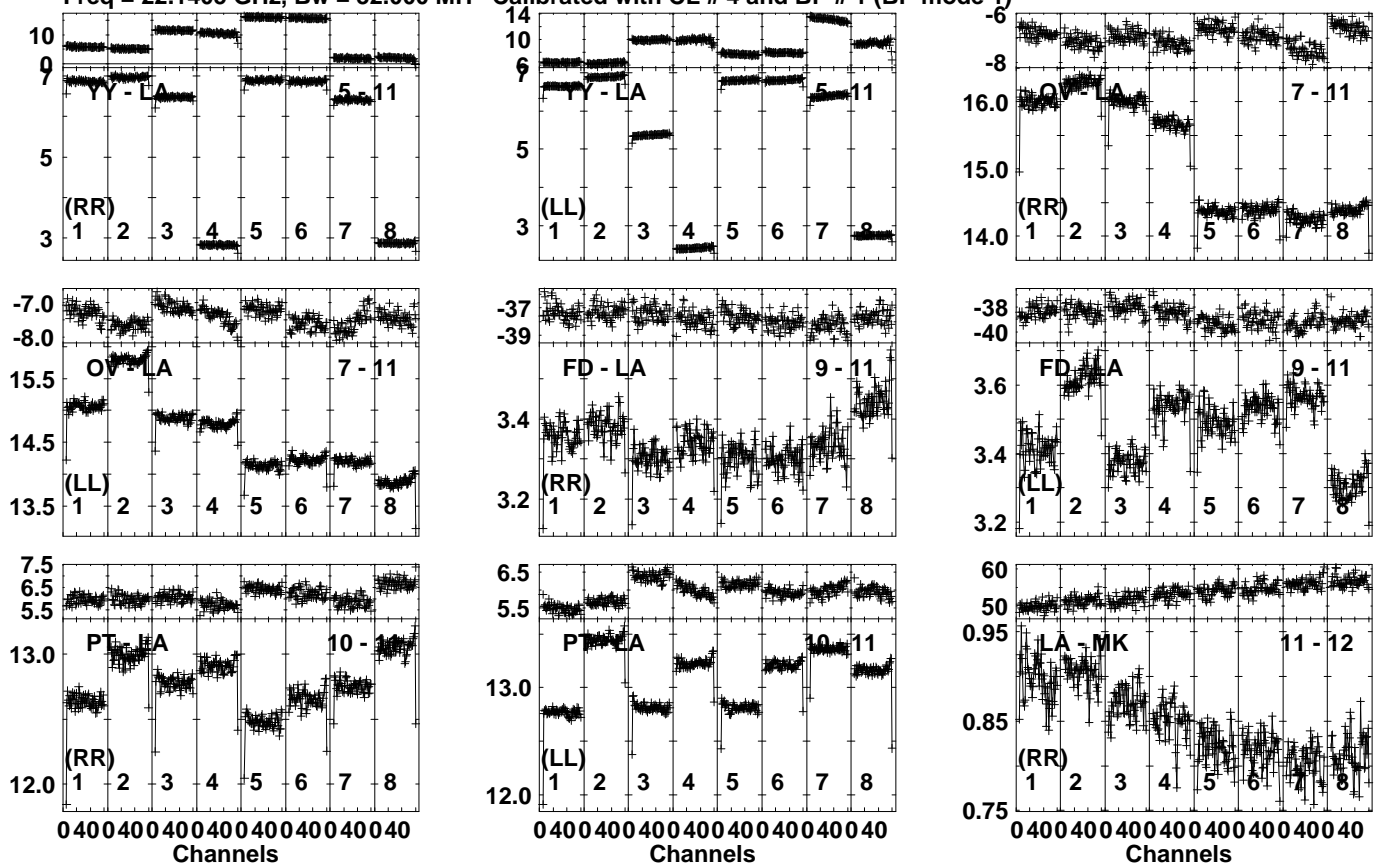 Freq = GHz, Bw = MH Calibrated with CL # 4 and BP # 1 (BP mode 1)
10
0
7
5
3
YY - LA 5 - 11
(RR)
1 2 3 4 5 6 7 8
14
10
6
7
5
3
YY - LA 5 - 11
(LL)
1 2 3 4 5 6 7 8
-6
-8
16.0
15.0
14.0
OV - LA 7 - 11
(RR)
1 2 3 4 5 6 7 8
-7.0
-8.0
15.5
14.5
13.5
OV - LA 7 - 11
(LL)
1 2 3 4 5 6 7 8
-37
-39
3.4
3.2
FD - LA 9 - 11
(RR)
1 2 3 4 5 6 7 8
-38
-40
3.6
3.4
3.2
FD - LA 9 - 11
(LL)
1 2 3 4 5 6 7 8
7.5
6.5
5.5
13.0
12.0
PT - LA 10 - 11
(RR)
1 2 3 4 5 6 7 8
0 40 0 40 0 40 0 40 0 40 0 40 0 40 0 40
Channels
6.5
5.5
13.0
12.0
PT - LA 10 - 11
(LL)
1 2 3 4 5 6 7 8
0 40 0 40 0 40 0 40 0 40 0 40 0 40 0 40
Channels
60
50
0.95
0.85
0.75
LA - MK 11 - 12
(RR)
1 2 3 4 5 6 7 8
0 40 0 40 0 40 0 40 0 40 0 40 0 40 0 40
Channels